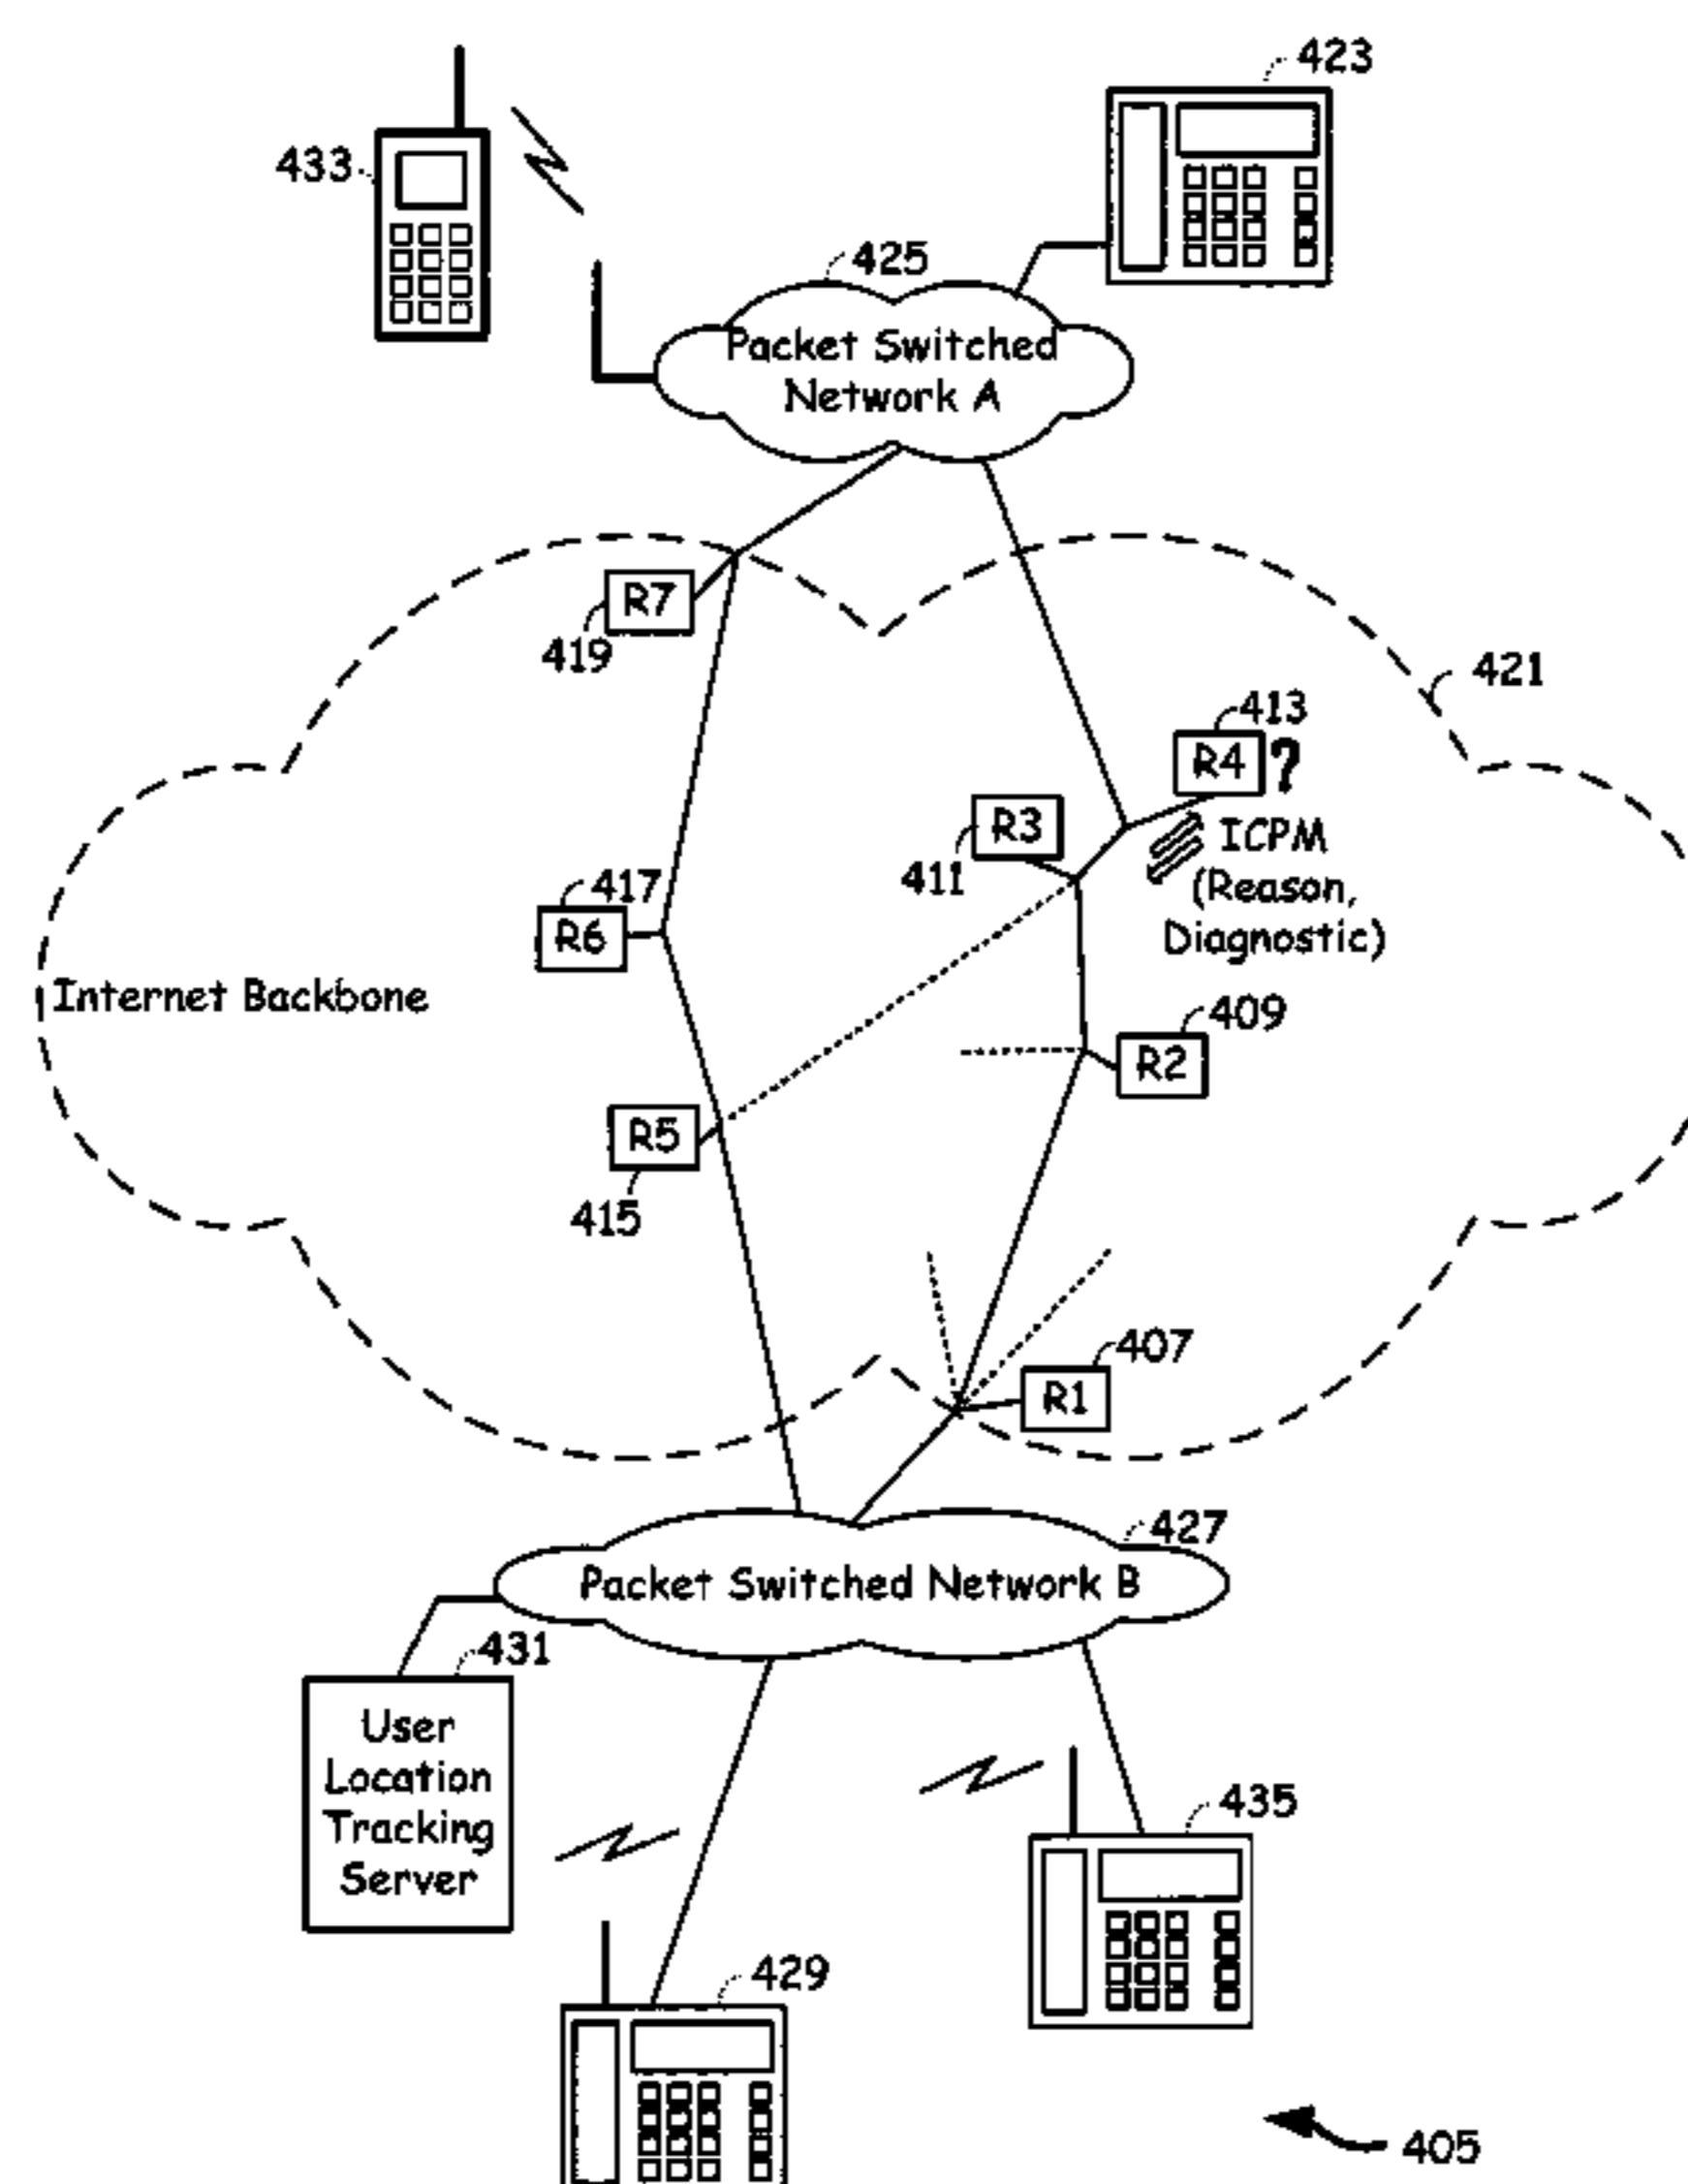 423
433
425
Packet Switched
Network A
R7
419
421
413
R4 ?
R3
411
ICPM
(Reason,
Diagnostic)
417
R6
Internet Backbone
409
R2
R5
415
407
R1
427
Packet Switched Network B
431
User
Location
Tracking
Server
435
429
405